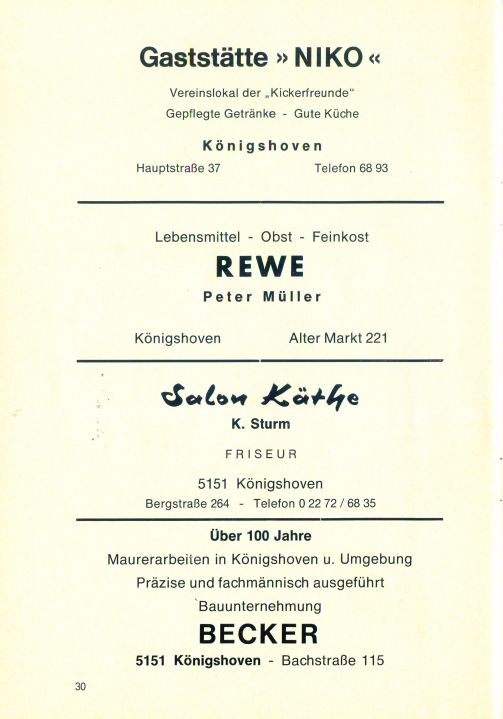 Gaststätte » NIKO «
Vereinslokal der „Kickerfreunde“
Gepflegte Getränke - Gute Küche
Königshoven
Hauptstraße 37 Telefon 68 93
Lebensmittel - Obst - Feinkost
REWE
Peter Müller
Königshoven Alter Markt 221
Salon Käthe
K. Sturm
FRISEUR
5151 Königshoven
Bergstraße 264 - Telefon 0 22 72 / 68 35
Über 100 Jahre
Maurerarbeiten in Königshoven u. Umgebung
Präzise und fachmännisch ausgeführt
Bauunternehmung
BECKER
5151 Königshoven - Bachstraße 115
30